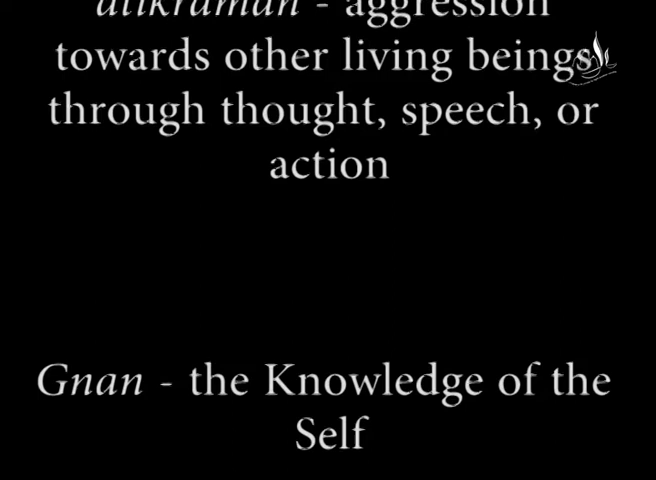 atikraman - aggression
towards other living beings
through thought, speech, or
action
Gnan - the Knowledge of the
Self